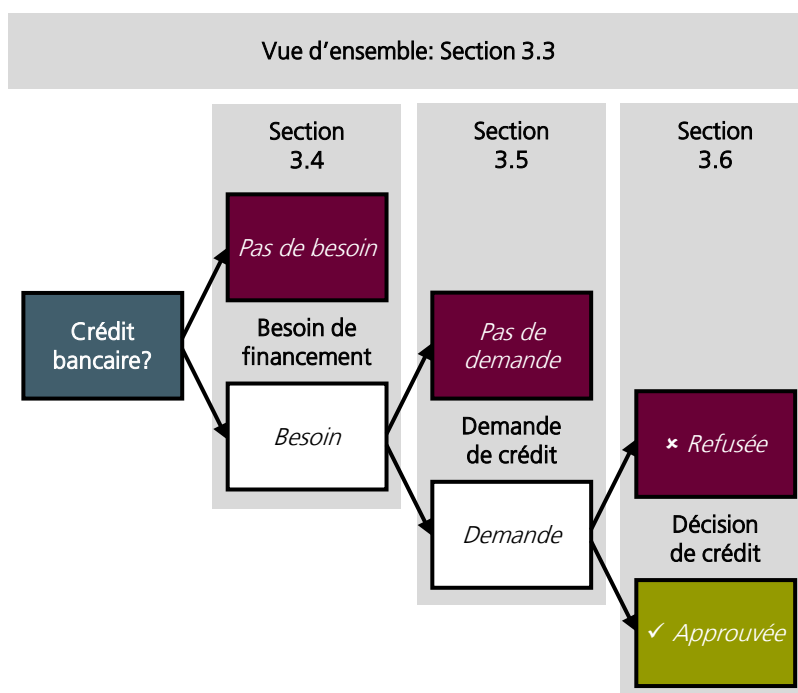 Vue d’ensemble: Section 3.3
Section
3.4
Section
3.5
Section
3.6
Pas de besoin
Crédit
bancaire?
Besoin de
financement
Pas de
demande
Besoin
Demande
de crédit
× Refusée
Demande
Décision
de crédit
✓ Approuvée